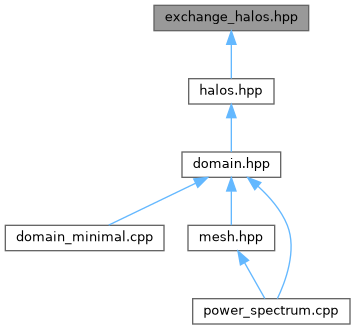 exchange_halos.hpp
halos.hpp
domain.hpp
domain_minimal.cpp
mesh.hpp
power_spectrum.cpp